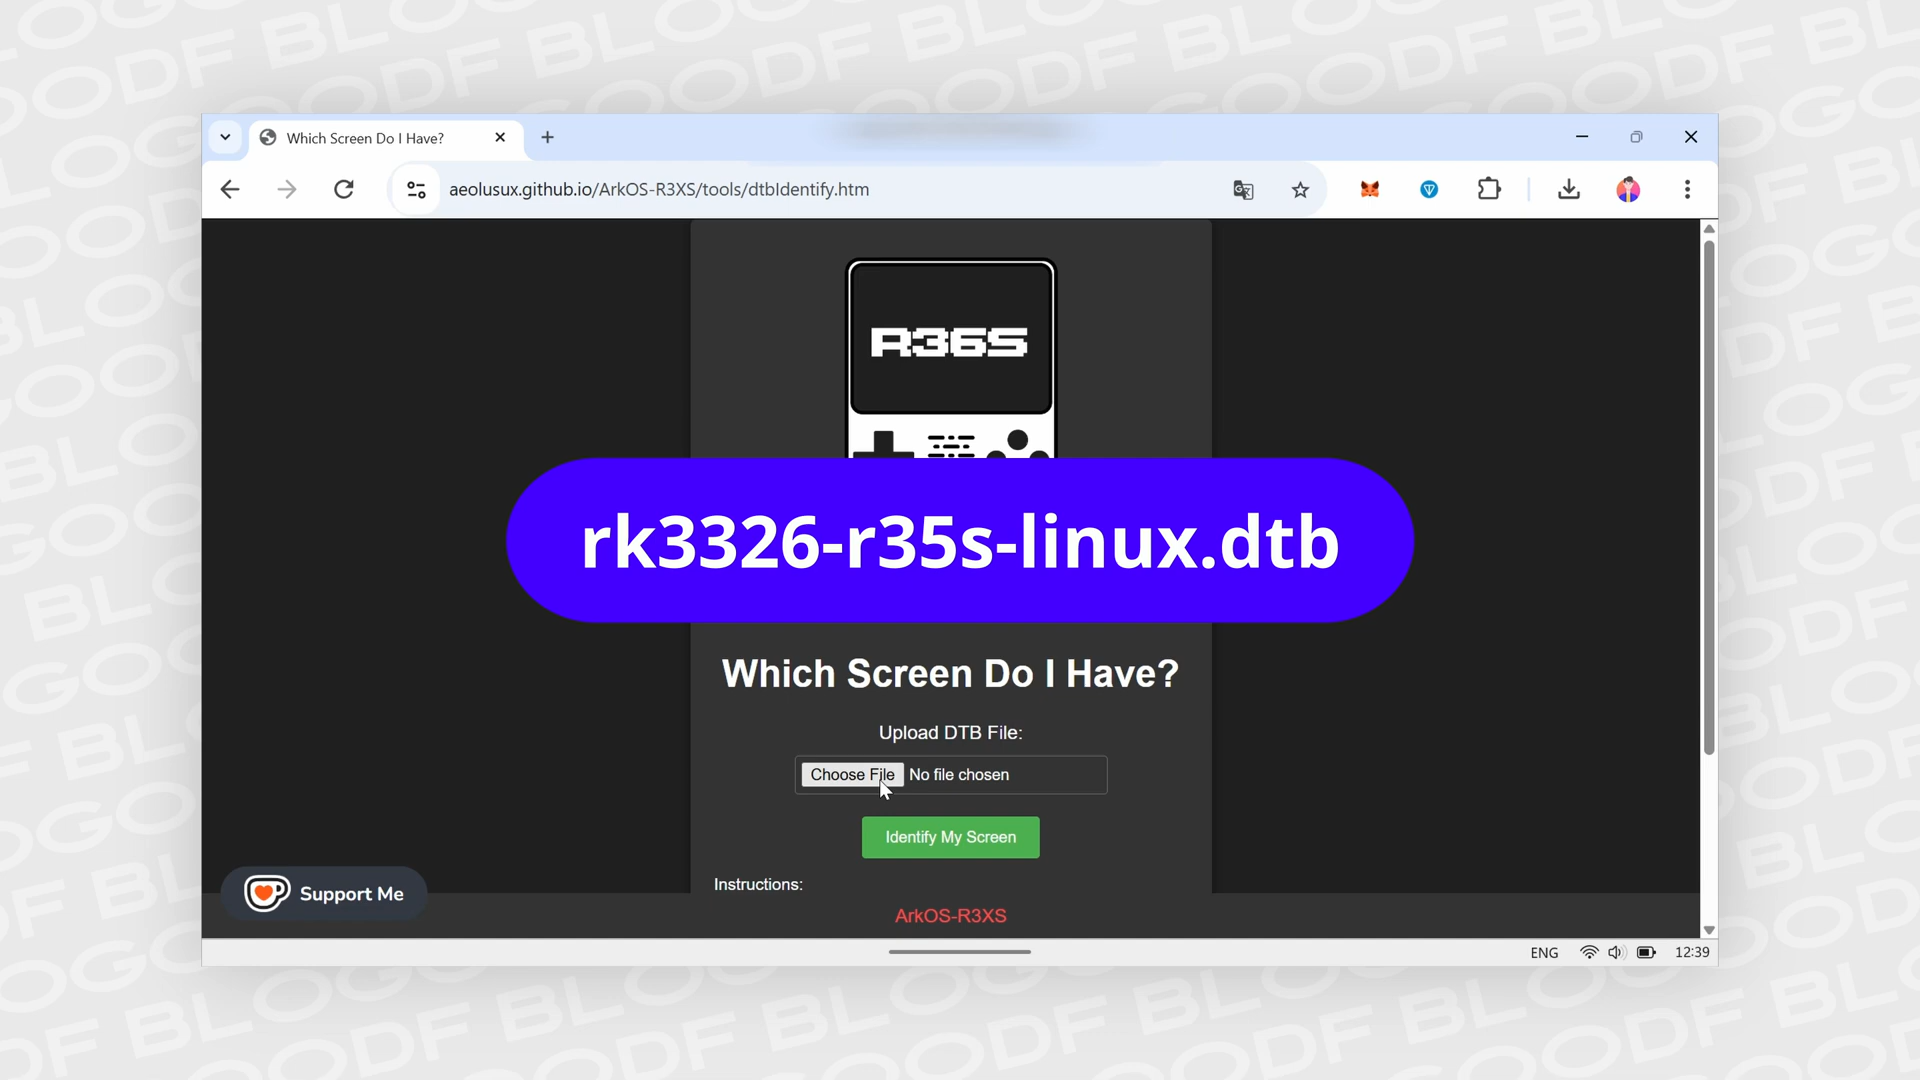 Which Screen Do I Have?
aeolusux.github.io/ArkOS-R3XS/tools/dtbIdentify.htm
R36S
rk3326-r35s-linux.dtb
Which Screen Do I Have?
Upload DTB File:
Choose File No file chosen
Identify My Screen
Instructions:
Support Me
ArkOS-R3XS
ENG 12:39
GOODF BLOG